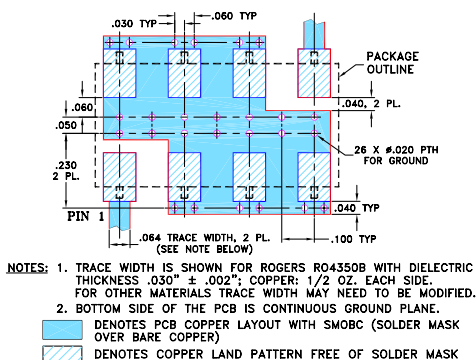 .060 TYP
.030 TYP
PACKAGE
OUTLINE
.060
.040, 2 PL.
.050
26 X ø.020 PTH
FOR GROUND
.230
2 PL.
PIN 1
.040 TYP
.064 TRACE WIDTH, 2 PL.
(SEE NOTE BELOW)
.100 TYP
NOTES: 1. TRACE WIDTH IS SHOWN FOR ROGERS RO4350B WITH DIELECTRIC
THICKNESS .030" ± .002"; COPPER: 1/2 OZ. EACH SIDE.
FOR OTHER MATERIALS TRACE WIDTH MAY NEED TO BE MODIFIED.
2. BOTTOM SIDE OF THE PCB IS CONTINUOUS GROUND PLANE.
DENOTES PCB COPPER LAYOUT WITH SMOBC (SOLDER MASK
OVER BARE COPPER)
DENOTES COPPER LAND PATTERN FREE OF SOLDER MASK